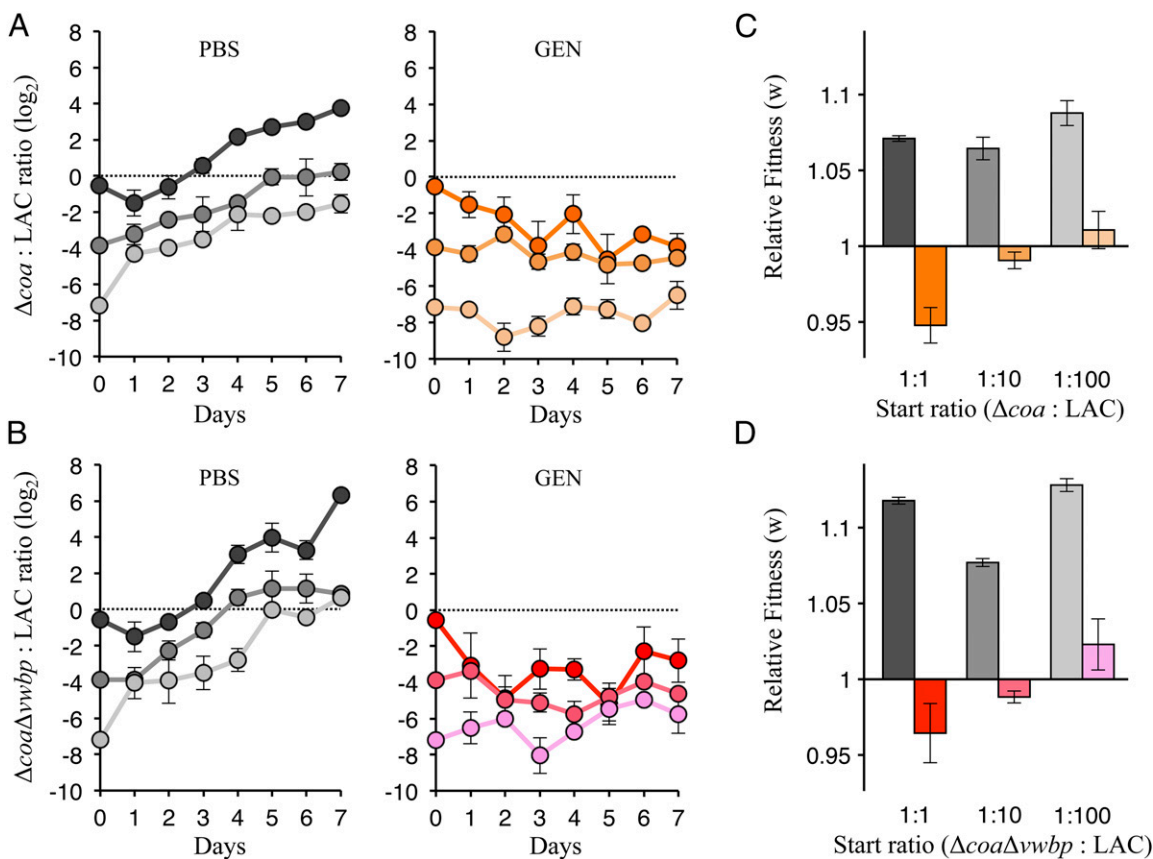 A
PBS
GEN
Δcoa : LAC ratio (log₂)
8
6
4
2
0
-2
-4
-6
-8
-10
0 1 2 3 4 5 6 7
Days
8
6
4
2
0
-2
-4
-6
-8
-10
0 1 2 3 4 5 6 7
Days
C
Relative Fitness (w)
1.1
1.05
1
0.95
1:1 1:10 1:100
Start ratio (Δcoa : LAC)
B
PBS
GEN
ΔcoaΔvwbp : LAC ratio (log₂)
8
6
4
2
0
-2
-4
-6
-8
-10
0 1 2 3 4 5 6 7
Days
8
6
4
2
0
-2
-4
-6
-8
-10
0 1 2 3 4 5 6 7
Days
D
Relative Fitness (w)
1.1
1.05
1
0.95
1:1 1:10 1:100
Start ratio (ΔcoaΔvwbp : LAC)